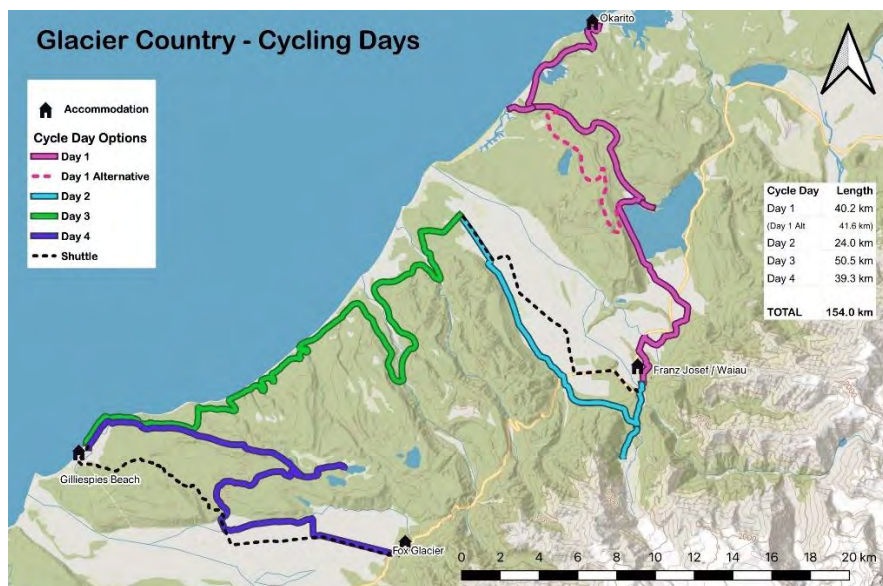 Glacier Country - Cycling Days
Okarito
Accommodation
Cycle Day Options
Day 1
Day 1 Alternative
Day 2
Day 3
Day 4
Shuttle
Cycle Day Length
Day 1 40.2 km
(Day 1 Alt 41.6 km)
Day 2 24.0 km
Day 3 50.5 km
Day 4 39.3 km
TOTAL 154.0 km
Franz Josef / Waiau
Gilliespies Beach
Fox Glacier
0 2 4 6 8 10 12 14 16 18 20 km